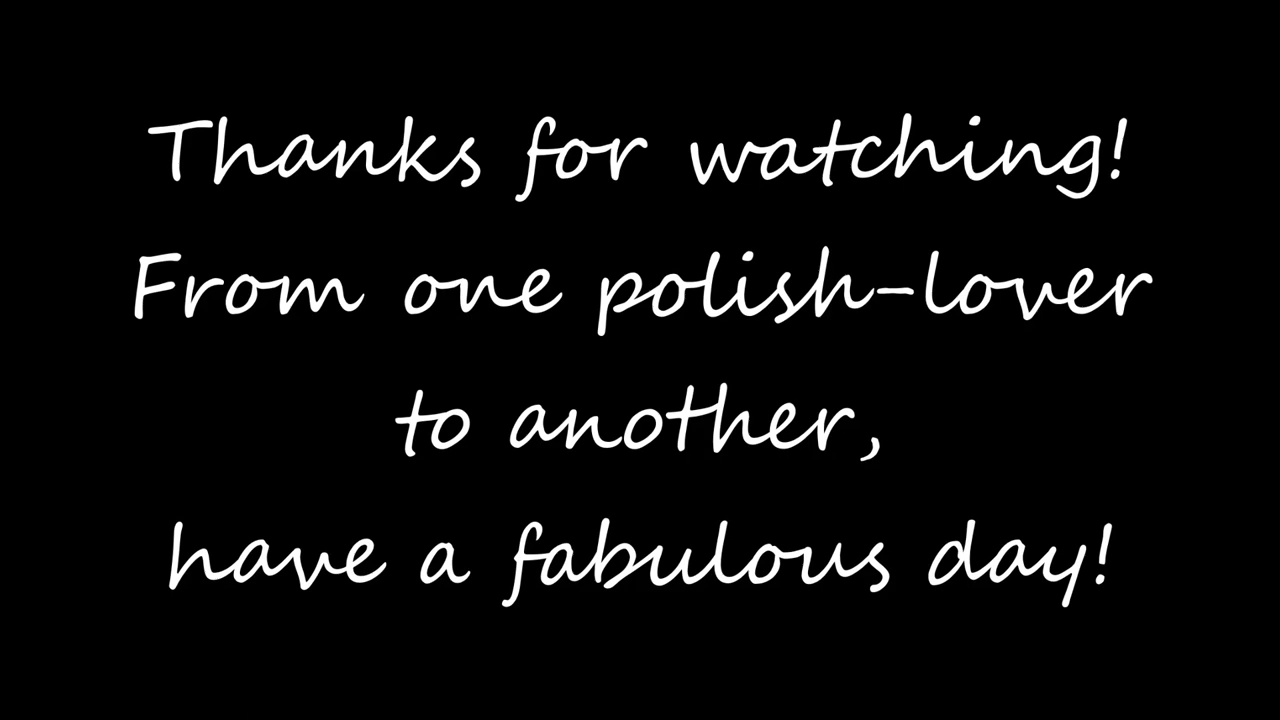 Thanks for watching!
From one polish-lover
to another,
have a fabulous day!